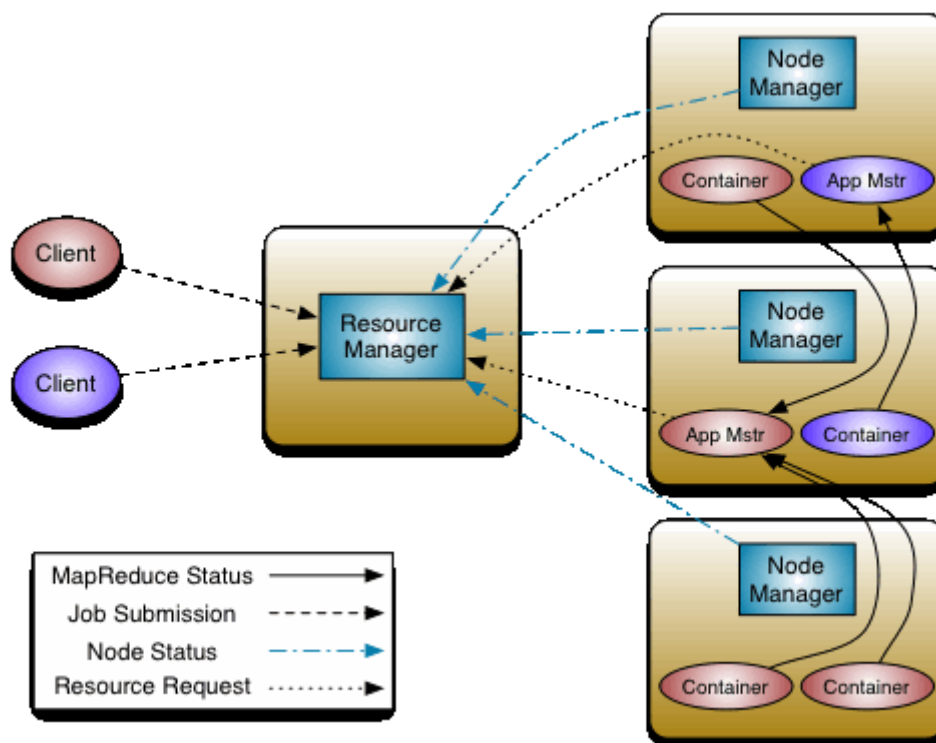 Node
Manager
Container
App Mstr
Client
Client
Resource
Manager
Node
Manager
App Mstr
Container
Node
Manager
Container
Container
MapReduce Status
Job Submission
Node Status
Resource Request